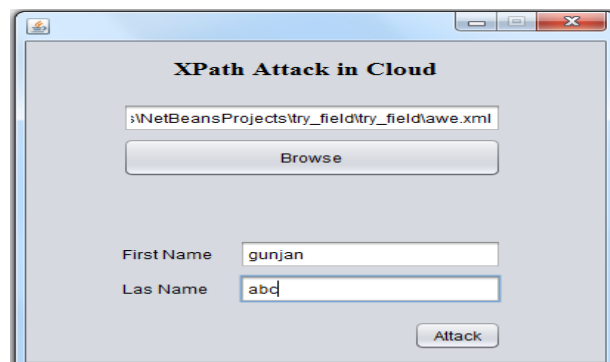 XPath Attack in Cloud
s\NetBeansProjects\try_field\try_field\awe.xml
Browse
First Name gunjan
Las Name abc
Attack